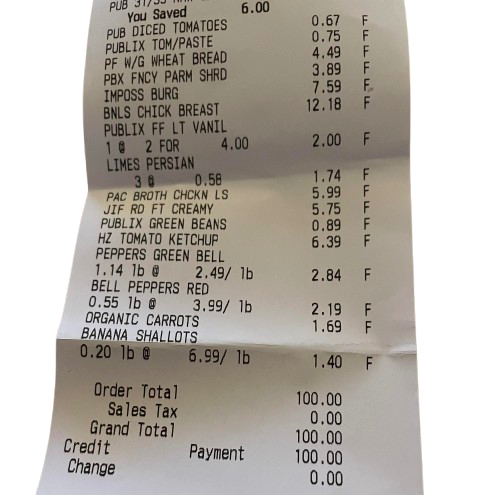 PUB 31/35
You Saved 6.00
PUB DICED TOMATOES 0.67 F
PUBLIX TOM/PASTE 0.75 F
PF W/G WHEAT BREAD 4.49 F
PBX FNCY PARM SHRD 3.89 F
IMPOSS BURG 7.59 F
BNLS CHICK BREAST 12.18 F
PUBLIX FF LT VANIL
1 @ 2 FOR 4.00 2.00 F
LIMES PERSIAN
3 @ 0.58 1.74 F
PAC BROTH CHCKN LS 5.99 F
JIF RD FT CREAMY 5.75 F
PUBLIX GREEN BEANS 0.89 F
HZ TOMATO KETCHUP 6.39 F
PEPPERS GREEN BELL
1.14 lb @ 2.49/ lb 2.84 F
BELL PEPPERS RED
0.55 lb @ 3.99/ lb 2.19 F
ORGANIC CARROTS 1.69 F
BANANA SHALLOTS
0.20 lb @ 6.99/ lb 1.40 F
Order Total 100.00
Sales Tax 0.00
Grand Total 100.00
Credit Payment 100.00
Change 0.00